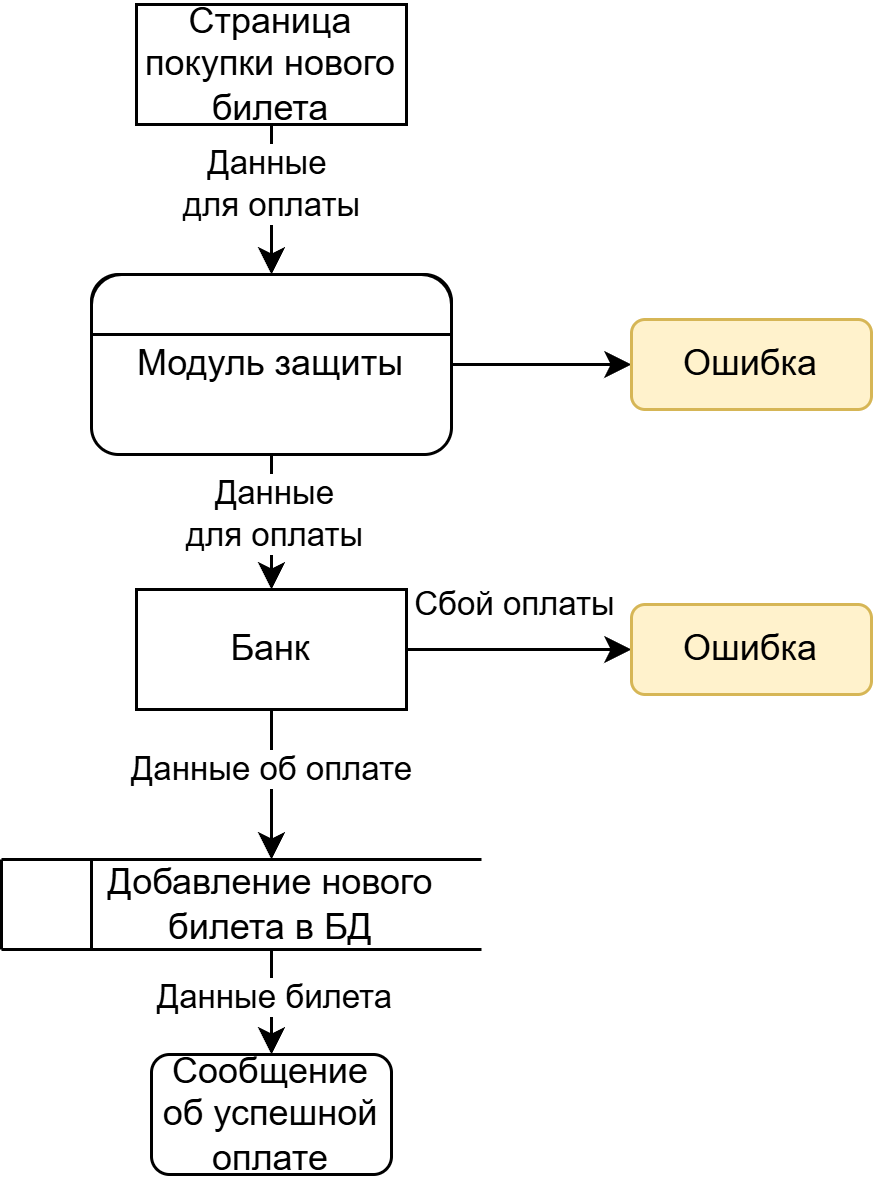 Страница
покупки нового
билета
Данные
для оплаты
Модуль защиты
Ошибка
Данные
для оплаты
Сбой оплаты
Банк
Ошибка
Данные об оплате
Добавление нового
билета в БД
Данные билета
Сообщение
об успешной
оплате